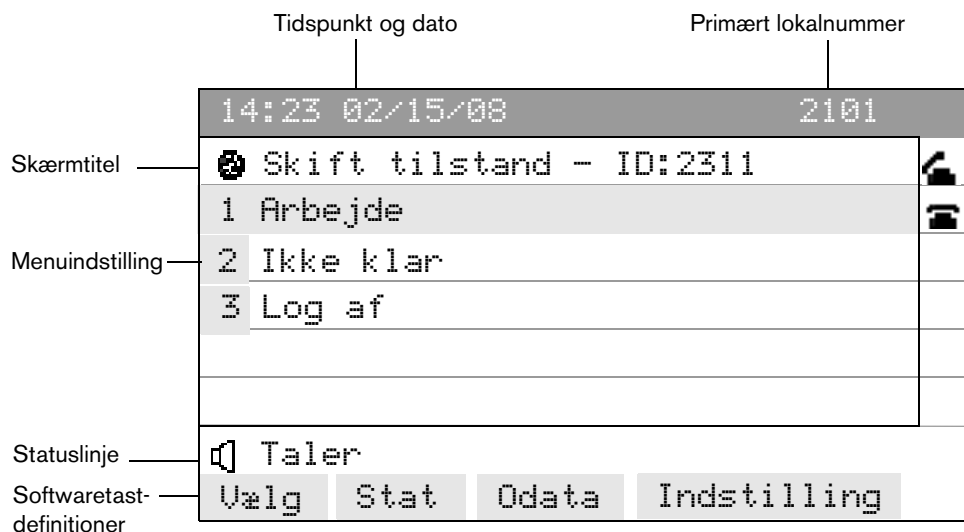 Tidspunkt og dato
Primært lokalnummer
14:23 02/15/08
2101
Skærmtitel
Skift tilstand - ID:2311
1 Arbejde
Menuindstilling
2 Ikke klar
3 Log af
Statuslinje
Taler
Softwaretast-
definitioner
Vælg
Stat
Odata
Indstilling